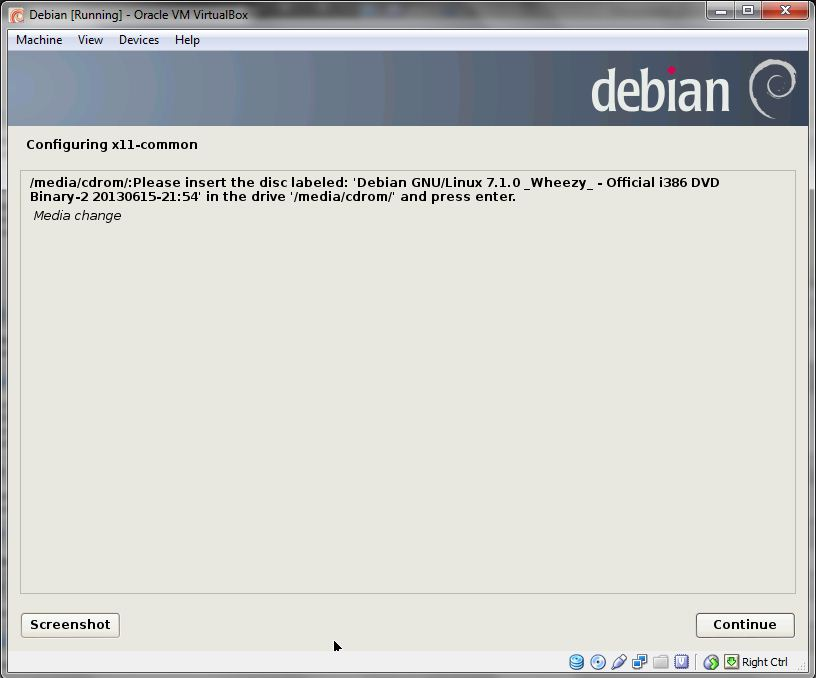 Debian [Running] - Oracle VM VirtualBox
Machine View Devices Help
debian
Configuring x11-common
/media/cdrom/:Please insert the disc labeled: 'Debian GNU/Linux 7.1.0 _Wheezy_ - Official i386 DVD
Binary-2 20130615-21:54' in the drive '/media/cdrom/' and press enter.
Media change
Screenshot Continue
Right Ctrl